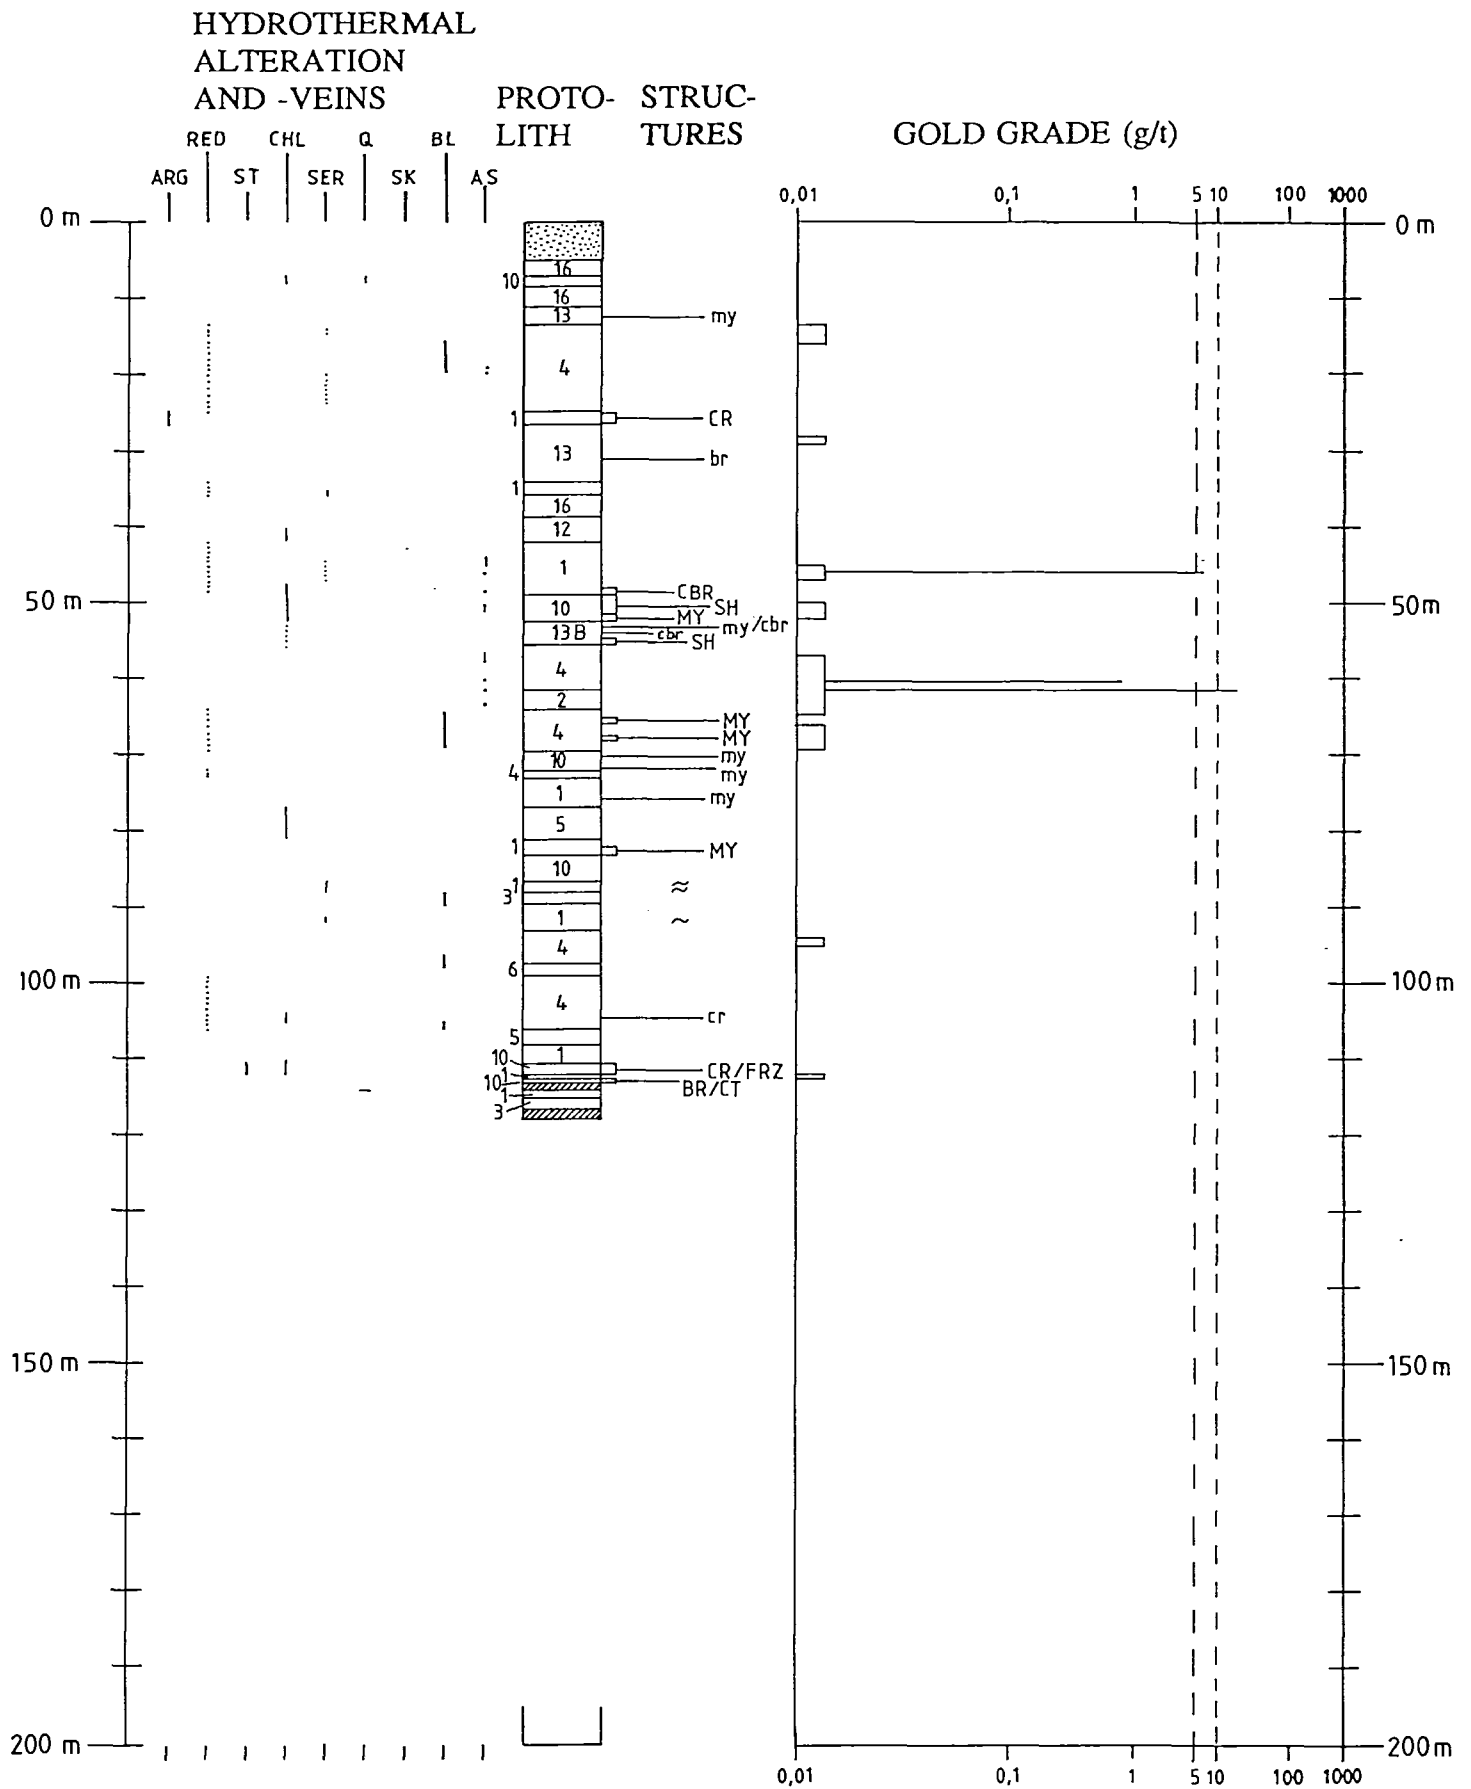 HYDROTHERMAL
ALTERATION
AND -VEINS
PROTO-
LITH
STRUC-
TURES
GOLD GRADE (g/t)
RED CHL Q BL
ARG ST SER SK AS
0,01 0,1 1 5 10 100 1000
0 m 0 m
16
10
16
13 my
4
1 CR
13 br
1
16
12
1
CBR
50 m 10 SH 50m
MY
13 B cbr my/cbr
SH
4
2
MY
4 MY
10 my
4 my
1 my
5
1 MY
10
1 ≈
3
1 ~
4
6
100 m 100m
4 cr
5
1
10 CR/FRZ
1
10 BR/CT
1
3
150 m 150m
200 m 200m
0,01 0,1 1 5 10 100 1000